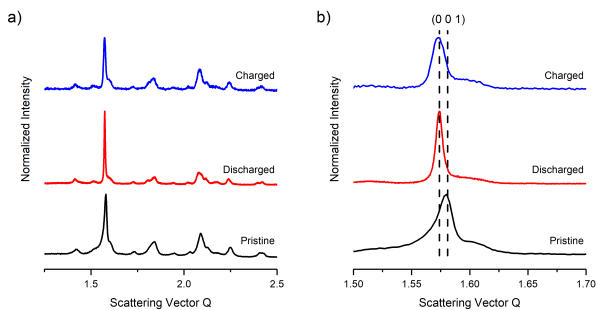 a)
Normalized Intensity
Charged
Discharged
Pristine
1.5 2.0 2.5
Scattering Vector Q
b)
(0 0 1)
Normalized Intensity
Charged
Discharged
Pristine
1.50 1.55 1.60 1.65 1.70
Scattering Vector Q